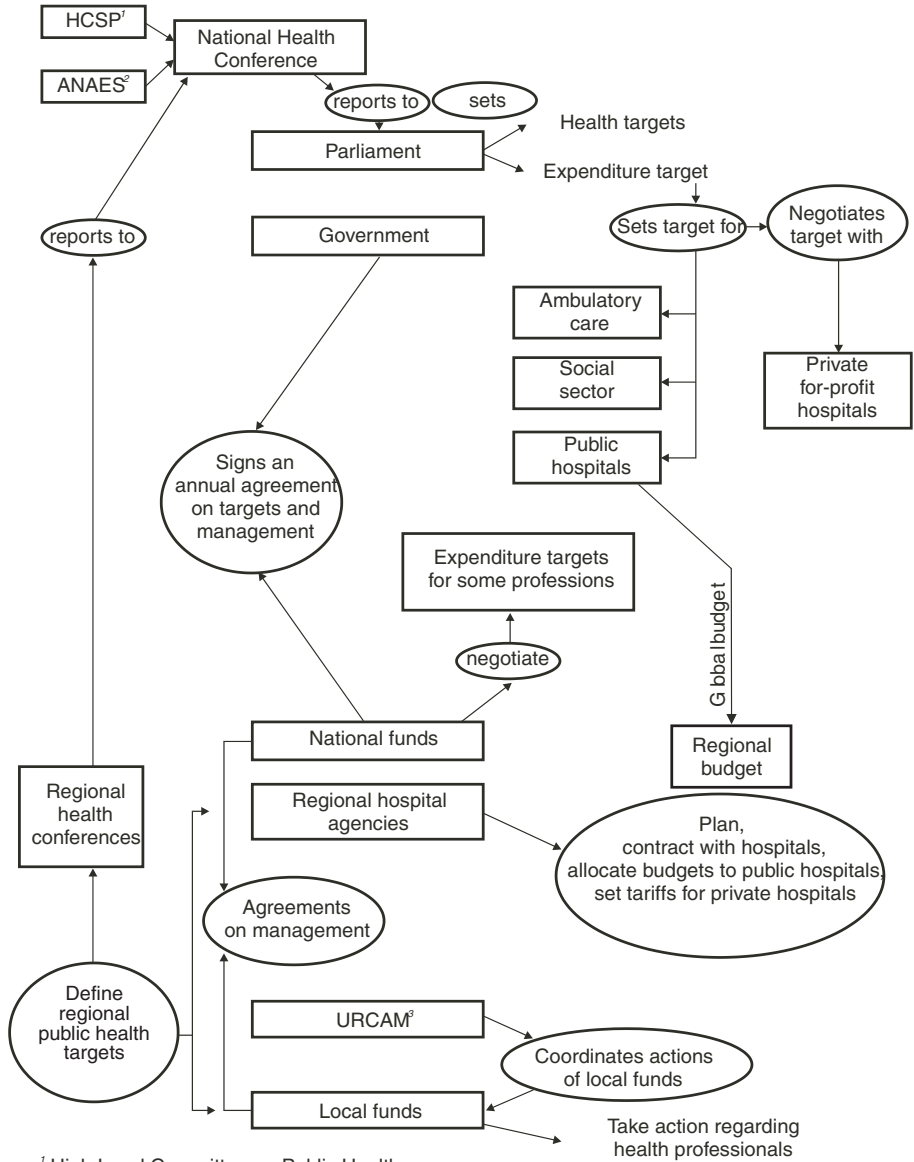 HCSP1
National Health
Conference
ANAES2
reports to
sets
Health targets
Parliament
Expenditure target
reports to
Government
Sets target for
Negotiates
target with
Ambulatory
care
Social
sector
Private
for-profit
hospitals
Public
hospitals
Signs an
annual agreement
on targets and
management
Expenditure targets
for some professions
negotiate
Gl bba l budget
National funds
Regional
budget
Regional
health
conferences
Regional hospital
agencies
Plan,
contract with hospitals,
allocate budgets to public hospitals,
set tariffs for private hospitals
Agreements
on management
Define
regional
public health
targets
URCAM3
Coordinates actions
of local funds
Local funds
Take action regarding
health professionals